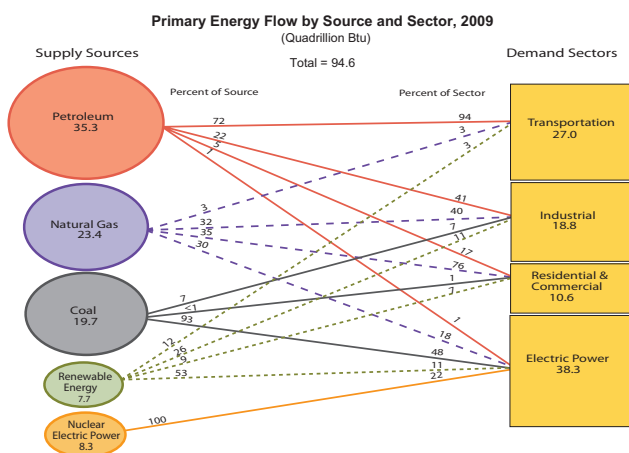 Primary Energy Flow by Source and Sector, 2009
(Quadrillion Btu)
Total = 94.6
Supply Sources
Demand Sectors
Percent of Source
Percent of Sector
Petroleum
35.3
72
22
5
1
94
3
3
Transportation
27.0
Natural Gas
23.4
3
32
35
30
41
40
7
11
Industrial
18.8
Coal
19.7
7
<1
93
17
76
1
7
Residential &
Commercial
10.6
Renewable
Energy
7.7
12
26
9
53
1
18
48
11
22
Electric Power
38.3
Nuclear
Electric Power
8.3
100